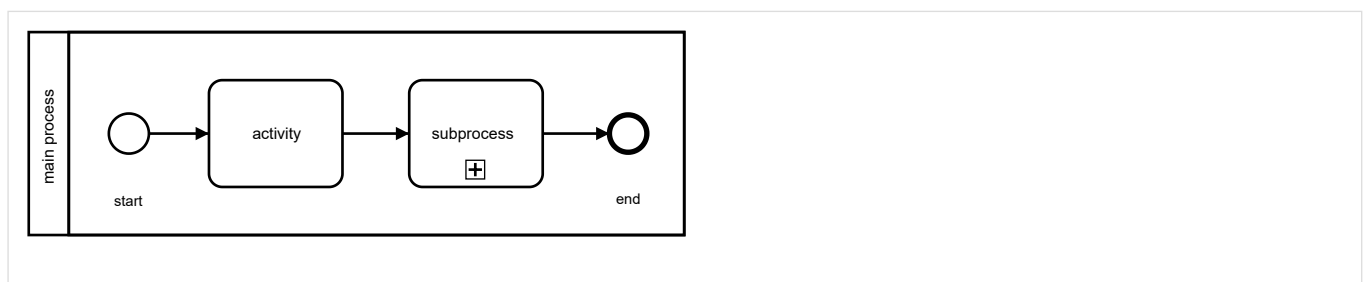 main process
activity
subprocess
start
end